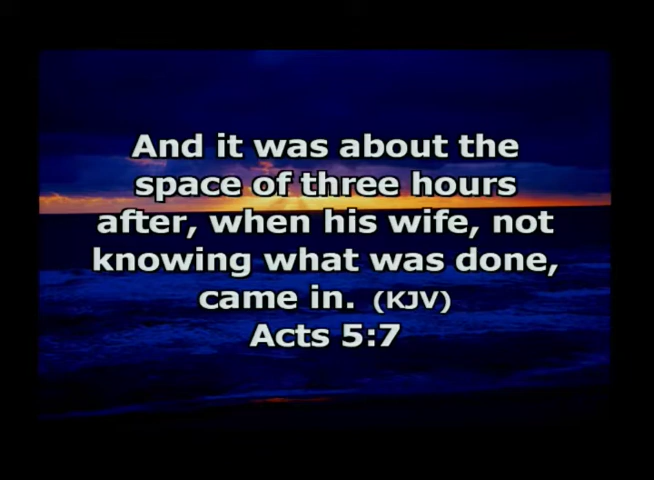 And it was about the
space of three hours
after, when his wife, not
knowing what was done,
came in. (KJV)
Acts 5:7